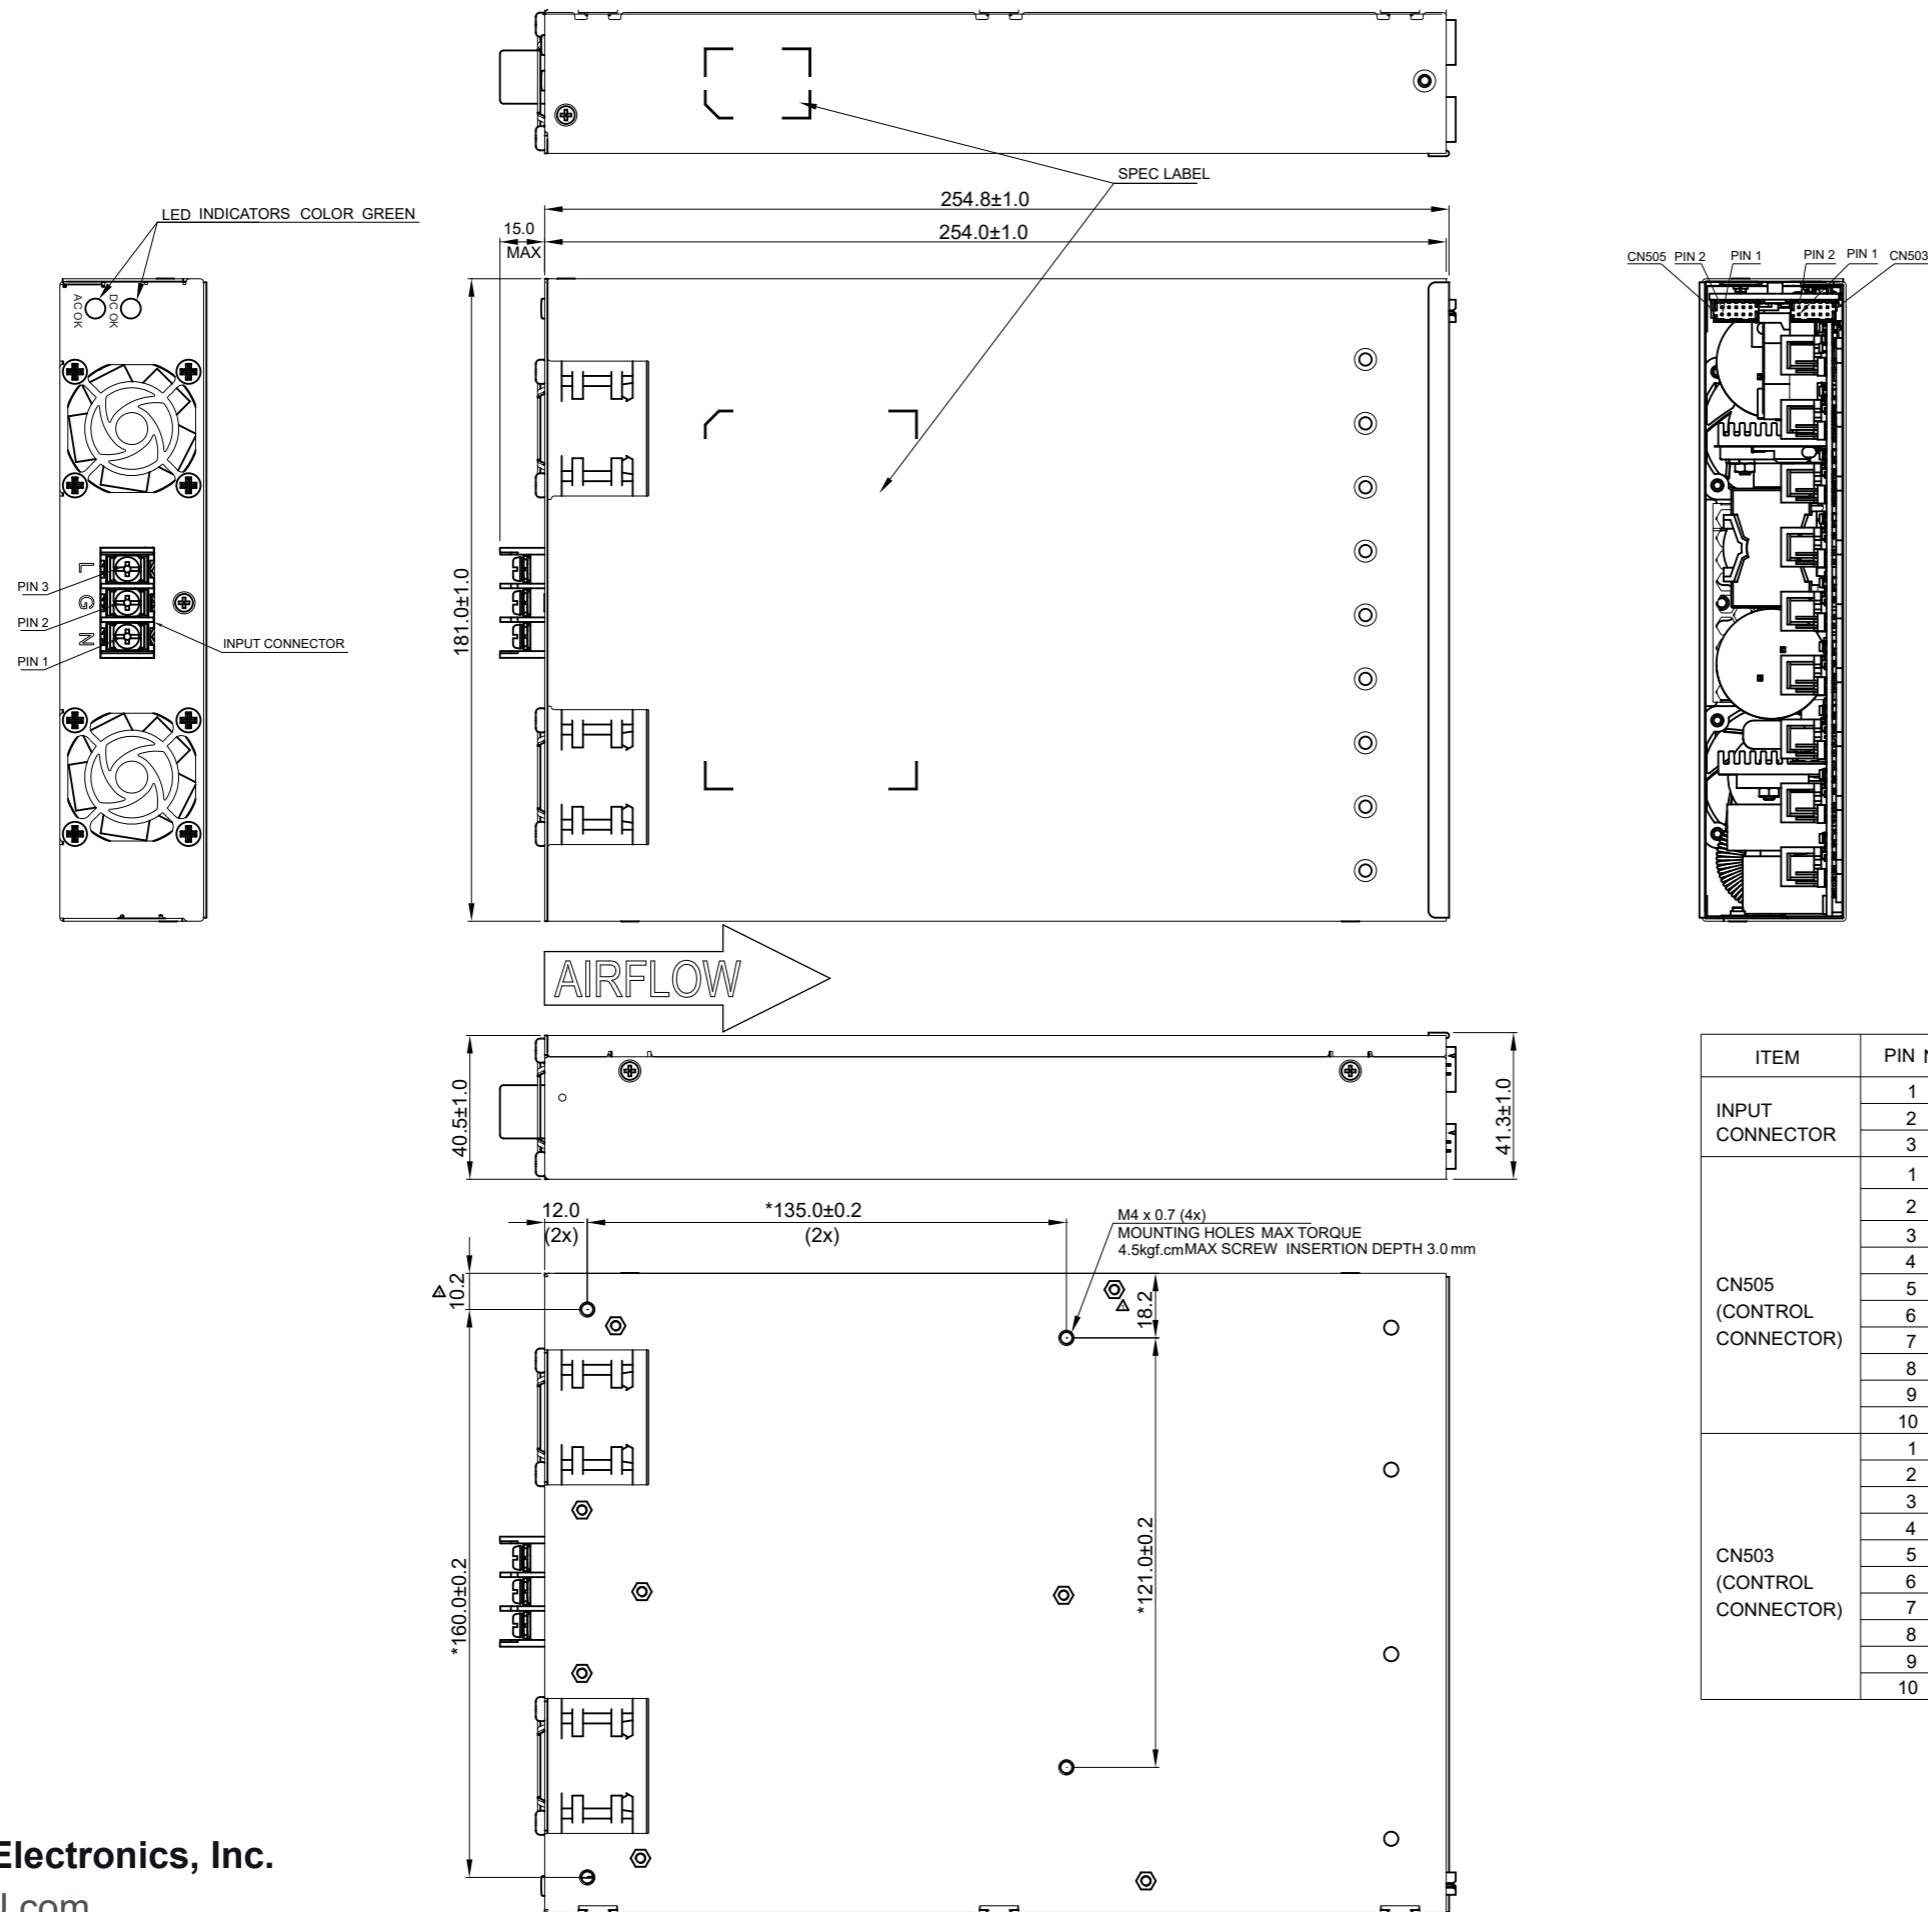 SPEC LABEL
254.8±1.0
254.0±1.0
15.0
MAX
LED INDICATORS COLOR GREEN
AC OK
DC OK
L
G
N
PIN 3
PIN 2
PIN 1
INPUT CONNECTOR
181.0±1.0
CN505 PIN 2 PIN 1 PIN 2 PIN 1 CN503
AIRFLOW
40.5±1.0
41.3±1.0
12.0
(2x)
*135.0±0.2
(2x)
M4 x 0.7 (4x)
MOUNTING HOLES MAX TORQUE
4.5kgf.cmMAX SCREW INSERTION DEPTH 3.0 mm
10.2
18.2
*160.0±0.2
*121.0±0.2
ITEM PIN
INPUT
CONNECTOR
1
2
3
CN505
(CONTROL
CONNECTOR)
1
2
3
4
5
6
7
8
9
10
CN503
(CONTROL
CONNECTOR)
1
2
3
4
5
6
7
8
9
10
Electronics, Inc.